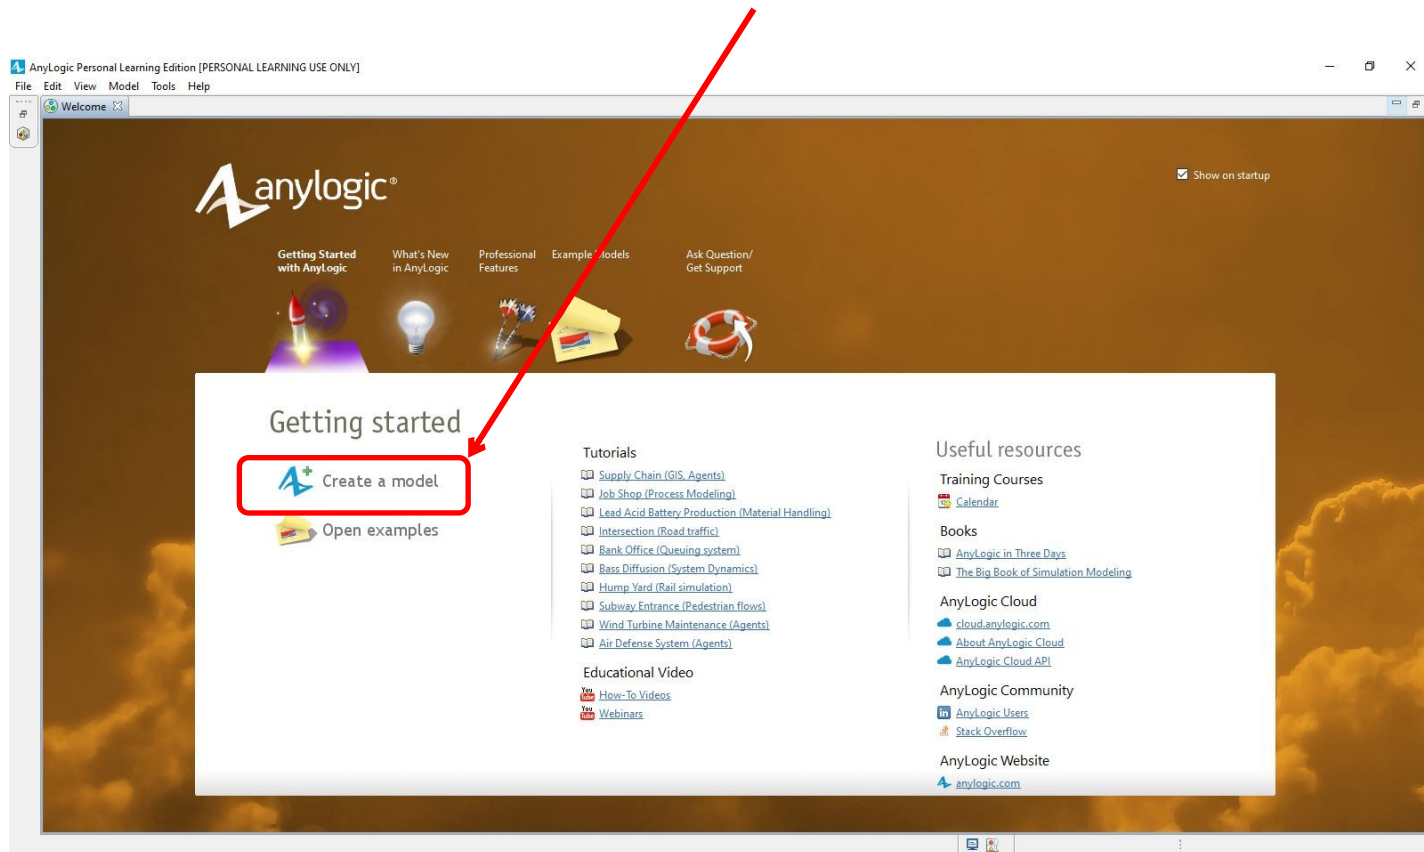 AnyLogic Personal Learning Edition [PERSONAL LEARNING USE ONLY]
File Edit View Model Tools Help
Welcome
anylogic®
Show on startup
Getting Started
with AnyLogic
What's New
in AnyLogic
Professional
Features
Example Models
Ask Question/
Get Support
Getting started
Create a model
Open examples
Tutorials
Supply Chain (GIS, Agents)
Job Shop (Process Modeling)
Lead Acid Battery Production (Material Handling)
Intersection (Road traffic)
Bank Office (Queuing system)
Bass Diffusion (System Dynamics)
Hump Yard (Rail simulation)
Subway Entrance (Pedestrian flows)
Wind Turbine Maintenance (Agents)
Air Defense System (Agents)
Educational Video
You Tube How-To Videos
You Tube Webinars
Useful resources
Training Courses
Calendar
Books
AnyLogic in Three Days
The Big Book of Simulation Modeling
AnyLogic Cloud
cloud.anylogic.com
About AnyLogic Cloud
AnyLogic Cloud API
AnyLogic Community
in AnyLogic Users
Stack Overflow
AnyLogic Website
anylogic.com